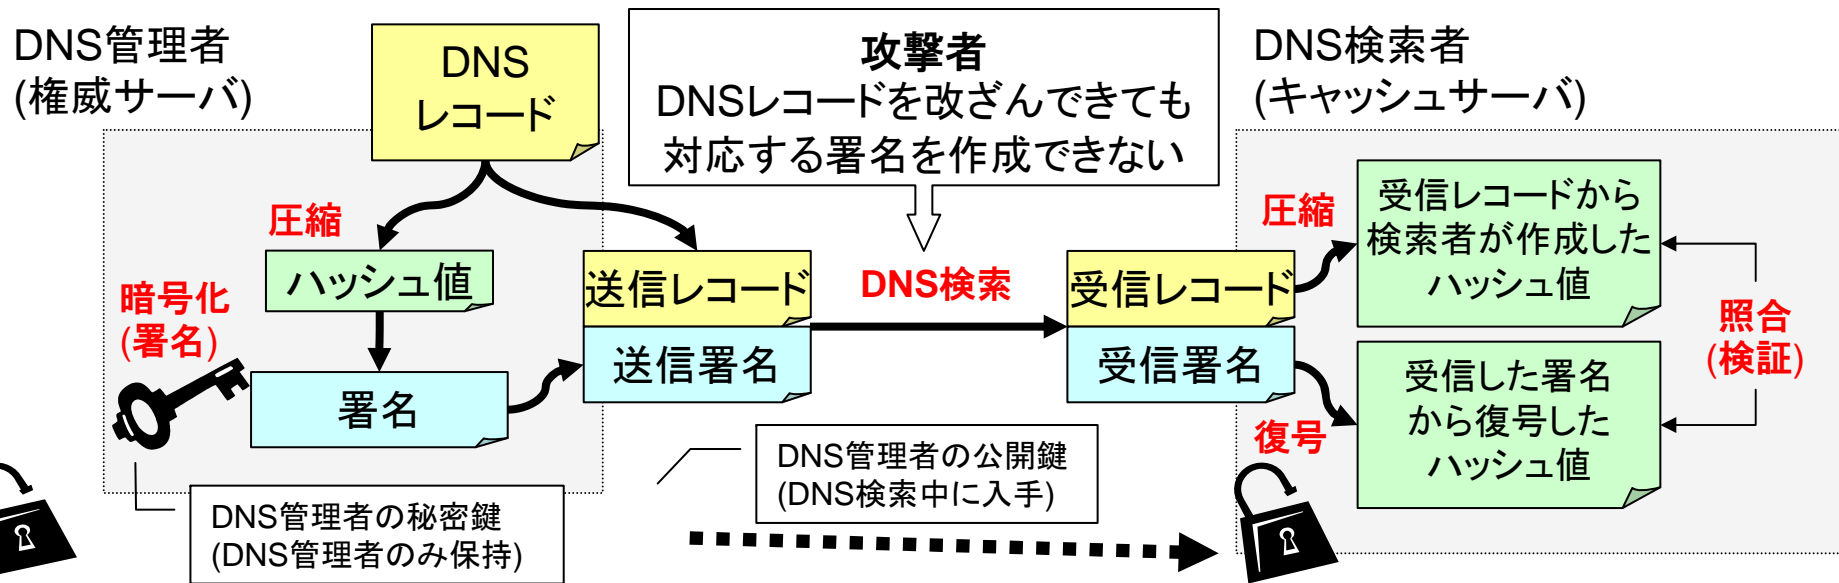 DNS管理者
(権威サーバ)
DNS
レコード
攻撃者
DNSレコードを改ざんできても
対応する署名を作成できない
DNS検索者
(キャッシュサーバ)
圧縮
ハッシュ値
暗号化
(署名)
署名
送信レコード
送信署名
DNS検索
受信レコード
受信署名
圧縮
受信レコードから
検索者が作成した
ハッシュ値
照合
(検証)
復号
受信した署名
から復号した
ハッシュ値
DNS管理者の秘密鍵
(DNS管理者のみ保持)
DNS管理者の公開鍵
(DNS検索中に入手)